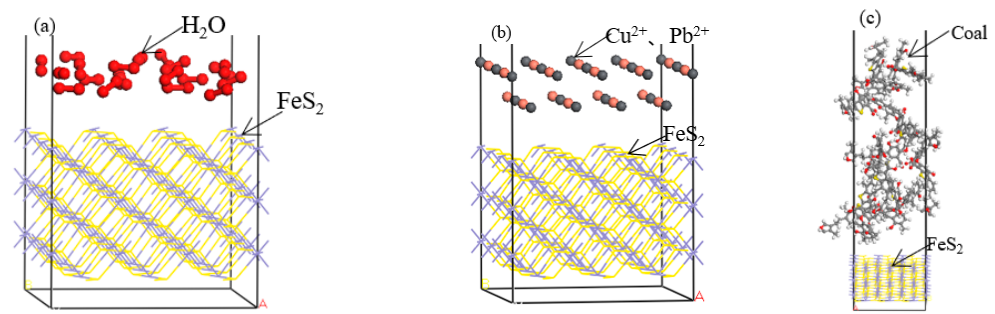 (a)
H₂O
FeS₂
A
(b)
Cu²⁺、Pb²⁺
FeS₂
A
(c)
Coal
FeS₂